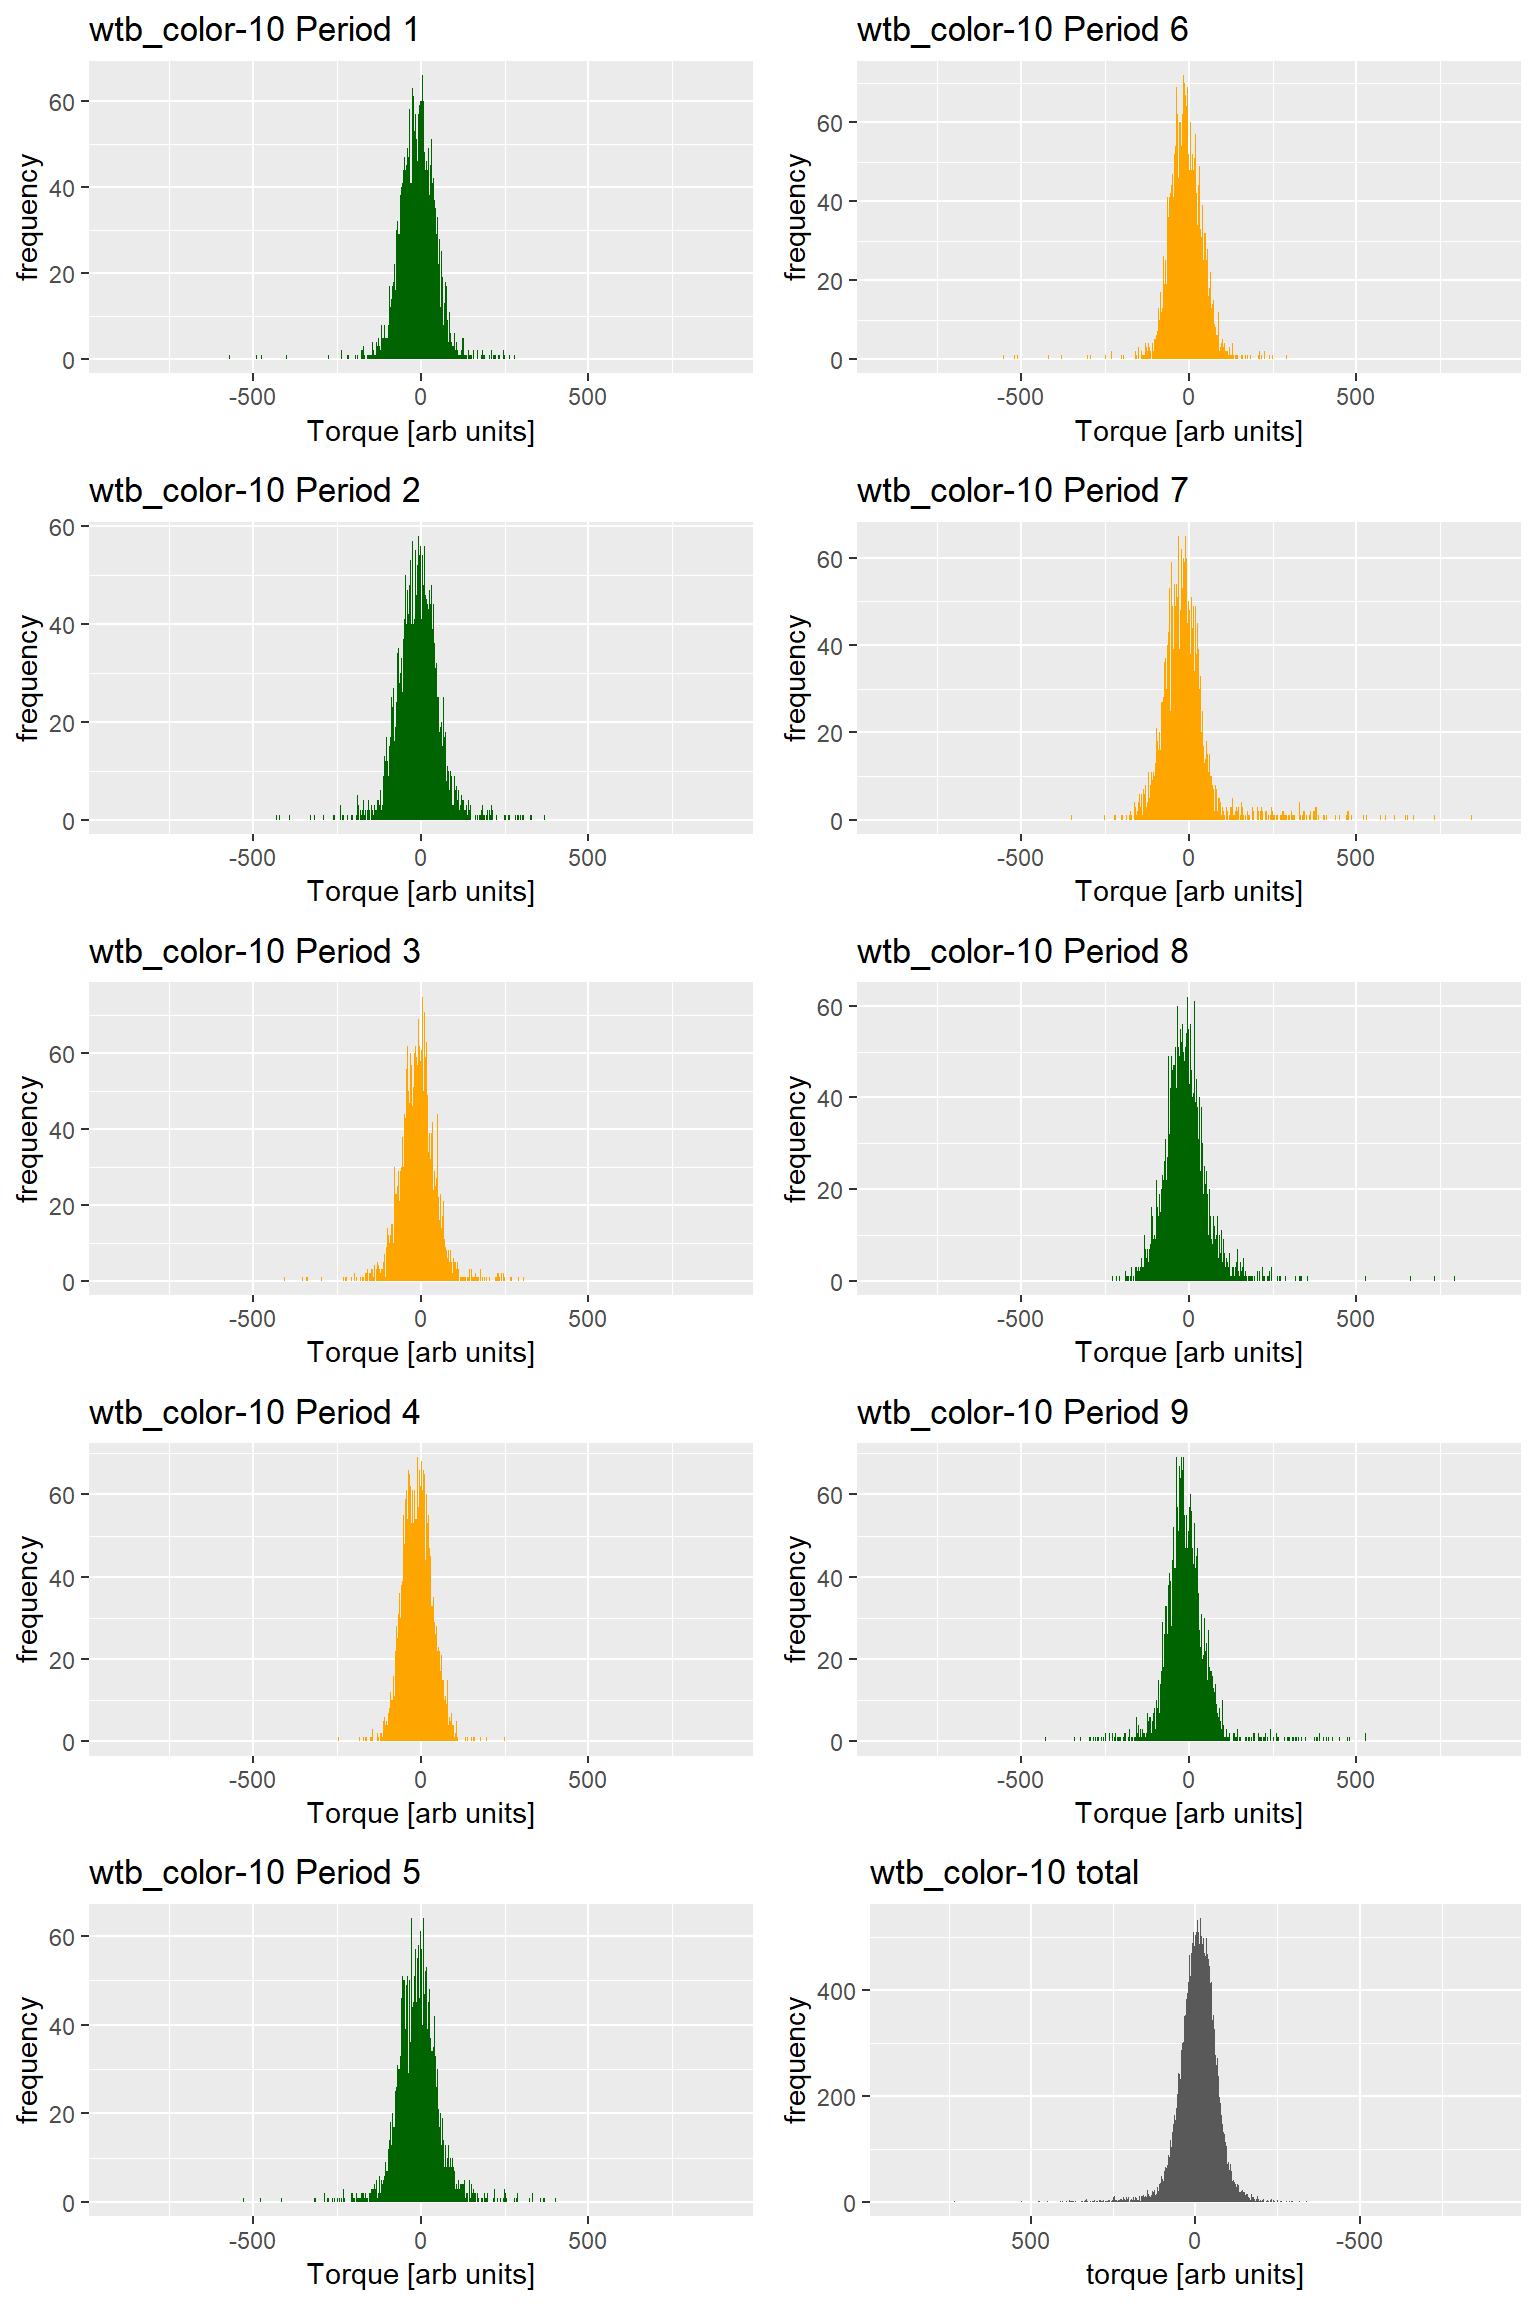 wtb_color-10 Period 1
60
40
20
0
frequency
-500 0 500
Torque [arb units]
wtb_color-10 Period 6
60
40
20
0
frequency
-500 0 500
Torque [arb units]
wtb_color-10 Period 2
60
40
20
0
frequency
-500 0 500
Torque [arb units]
wtb_color-10 Period 7
60
40
20
0
frequency
-500 0 500
Torque [arb units]
wtb_color-10 Period 3
60
40
20
0
frequency
-500 0 500
Torque [arb units]
wtb_color-10 Period 8
60
40
20
0
frequency
-500 0 500
Torque [arb units]
wtb_color-10 Period 4
60
40
20
0
frequency
-500 0 500
Torque [arb units]
wtb_color-10 Period 9
60
40
20
0
frequency
-500 0 500
Torque [arb units]
wtb_color-10 Period 5
60
40
20
0
frequency
-500 0 500
Torque [arb units]
wtb_color-10 total
400
200
0
frequency
500 0 -500
torque [arb units]